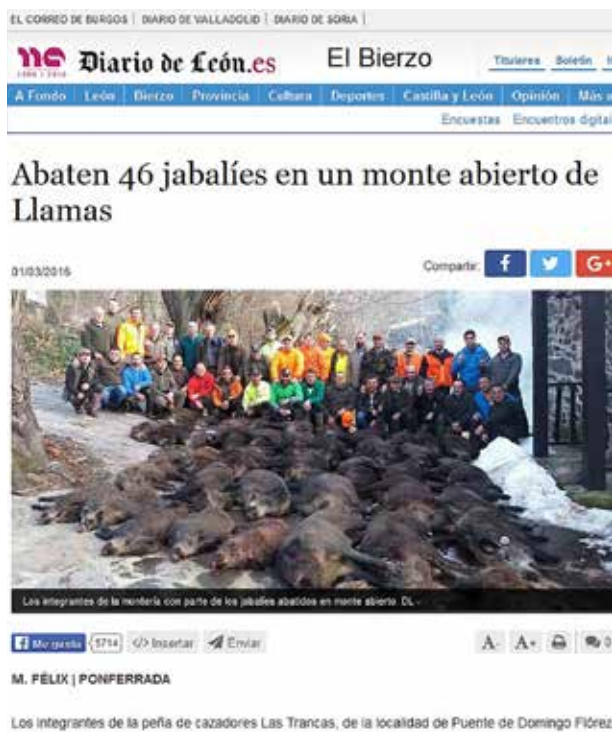 EL CORREO DE BURGOS | DIARIO DE VALLADOLID | DIARIO DE SORIA |
Diario de León.es El Bierzo Titulares Boletín
A Fondo León Bierzo Provincia Cultura Deportes Castilla y León Opinión Más
Encuestas Encuentros digital
Abaten 46 jabalíes en un monte abierto de
Llamas
01/03/2016 Compartir: f G+
Los integrantes de la montería con parte de los jabalíes abatidos en monte abierto. DL -
f Me gusta 5714 </> Insertar Enviar A- A+ 0
M. FÉLIX | PONFERRADA
Los integrantes de la peña de cazadores Las Trancas, de la localidad de Puente de Domingo Flórez